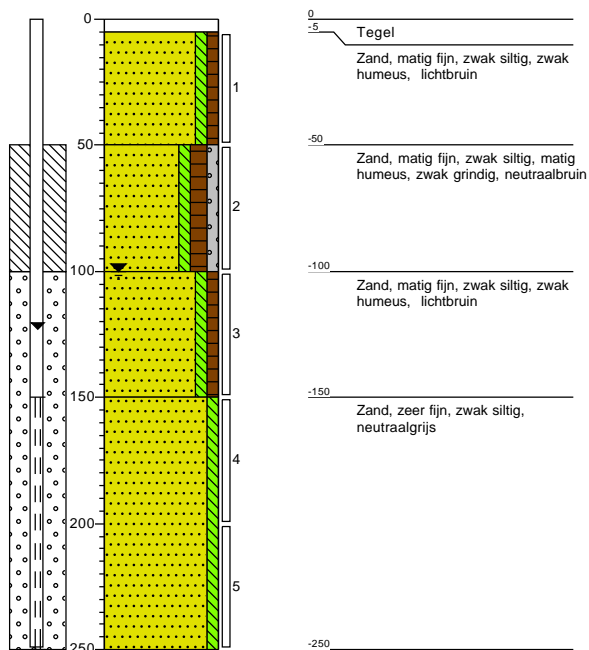 0
50
100
150
200
250
1
2
3
4
5
0
-5
Tegel
Zand, matig fijn, zwak siltig, zwak
humeus, lichtbruin
-50
Zand, matig fijn, zwak siltig, matig
humeus, zwak grindig, neutraalbruin
-100
Zand, matig fijn, zwak siltig, zwak
humeus, lichtbruin
-150
Zand, zeer fijn, zwak siltig,
neutraalgrijs
-250